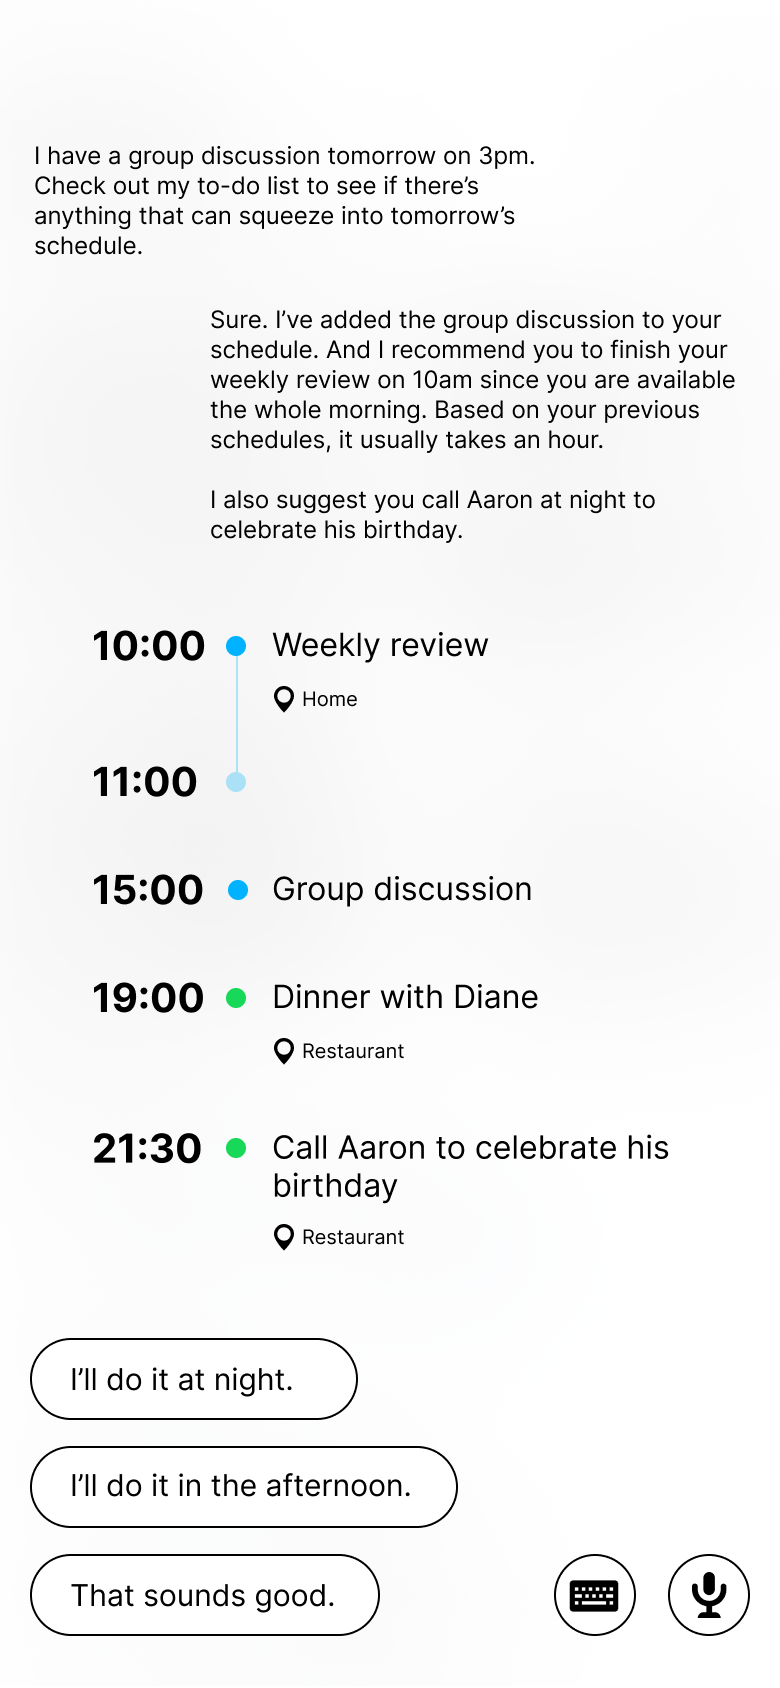 I have a group discussion tomorrow on 3pm.
Check out my to-do list to see if there’s
anything that can squeeze into tomorrow’s
schedule.
Sure. I’ve added the group discussion to your
schedule. And I recommend you to finish your
weekly review on 10am since you are available
the whole morning. Based on your previous
schedules, it usually takes an hour.
I also suggest you call Aaron at night to
celebrate his birthday.
10:00 Weekly review
Home
11:00
15:00 Group discussion
19:00 Dinner with Diane
Restaurant
21:30 Call Aaron to celebrate his
birthday
Restaurant
I’ll do it at night.
I’ll do it in the afternoon.
That sounds good.